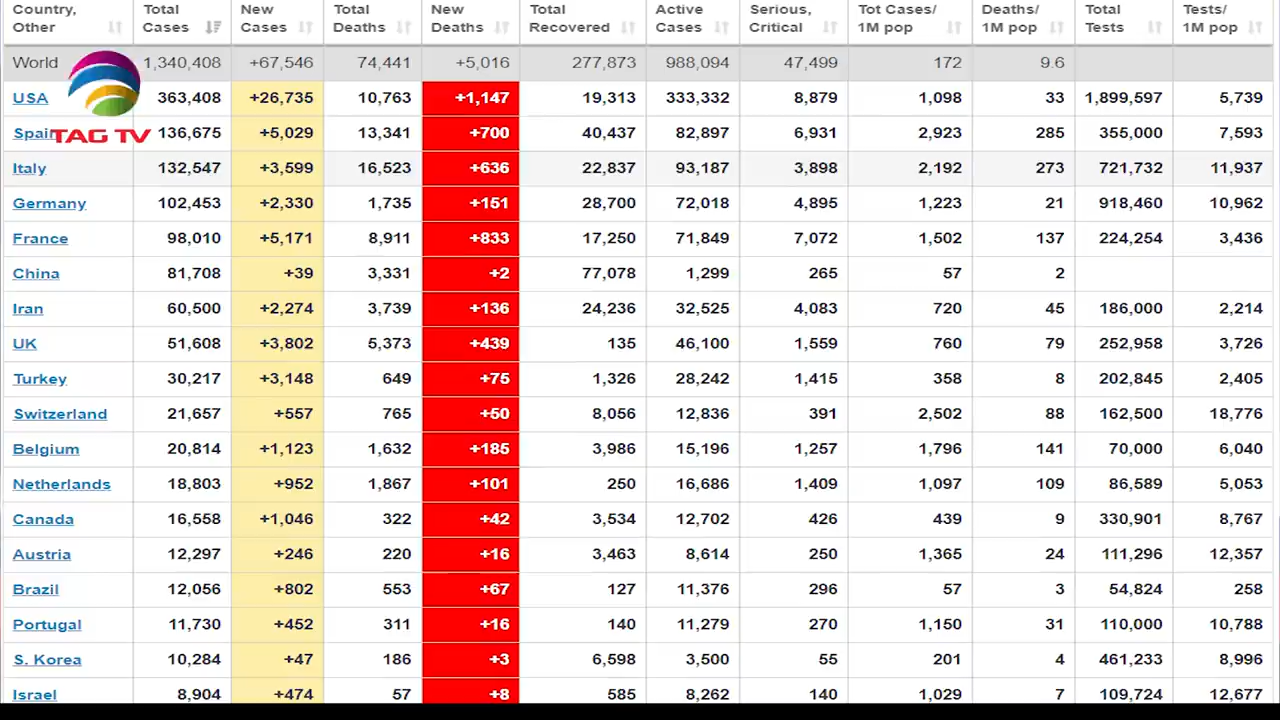 Country, Total New Total New Total Active Serious, Tot Cases/ Deaths/ Total Tests/
Other Cases Cases Deaths Deaths Recovered Cases Critical 1M pop 1M pop Tests 1M pop
World 1,340,408 +67,546 74,441 +5,016 277,873 988,094 47,499 172 9.6
USA 363,408 +26,735 10,763 +1,147 19,313 333,332 8,879 1,098 33 1,899,597 5,739
Spain 136,675 +5,029 13,341 +700 40,437 82,897 6,931 2,923 285 355,000 7,593
TAG TV
Italy 132,547 +3,599 16,523 +636 22,837 93,187 3,898 2,192 273 721,732 11,937
Germany 102,453 +2,330 1,735 +151 28,700 72,018 4,895 1,223 21 918,460 10,962
France 98,010 +5,171 8,911 +833 17,250 71,849 7,072 1,502 137 224,254 3,436
China 81,708 +39 3,331 +2 77,078 1,299 265 57 2
Iran 60,500 +2,274 3,739 +136 24,236 32,525 4,083 720 45 186,000 2,214
UK 51,608 +3,802 5,373 +439 135 46,100 1,559 760 79 252,958 3,726
Turkey 30,217 +3,148 649 +75 1,326 28,242 1,415 358 8 202,845 2,405
Switzerland 21,657 +557 765 +50 8,056 12,836 391 2,502 88 162,500 18,776
Belgium 20,814 +1,123 1,632 +185 3,986 15,196 1,257 1,796 141 70,000 6,040
Netherlands 18,803 +952 1,867 +101 250 16,686 1,409 1,097 109 86,589 5,053
Canada 16,558 +1,046 322 +42 3,534 12,702 426 439 9 330,901 8,767
Austria 12,297 +246 220 +16 3,463 8,614 250 1,365 24 111,296 12,357
Brazil 12,056 +802 553 +67 127 11,376 296 57 3 54,824 258
Portugal 11,730 +452 311 +16 140 11,279 270 1,150 31 110,000 10,788
S. Korea 10,284 +47 186 +3 6,598 3,500 55 201 4 461,233 8,996
Israel 8,904 +474 57 +8 585 8,262 140 1,029 7 109,724 12,677